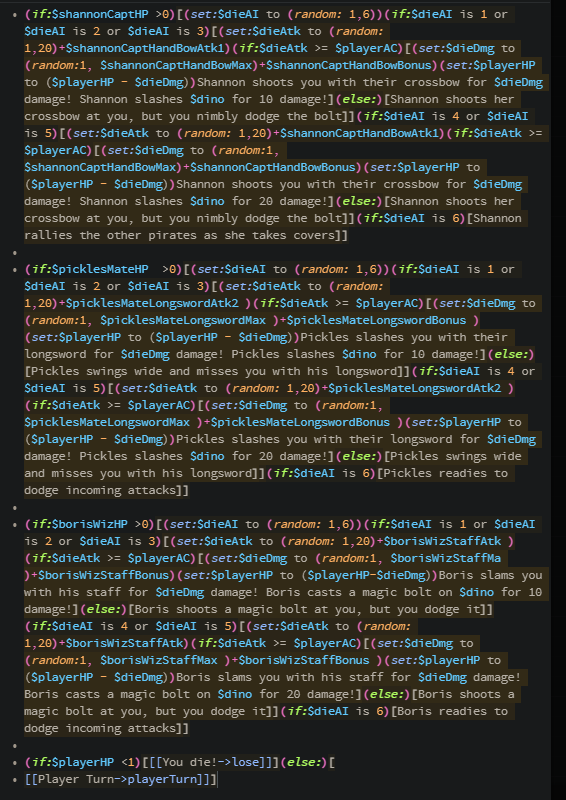 (if:$shannonCaptHP >0)[(set:$dieAI to (random: 1,6))(if:$dieAI is 1 or
$dieAI is 2 or $dieAI is 3)[(set:$dieAtk to (random:
1,20)+$shannonCaptHandBowAtk1)(if:$dieAtk >= $playerAC)[(set:$dieDmg to
(random:1, $shannonCaptHandBowMax)+$shannonCaptHandBowBonus)(set:$playerHP
to ($playerHP - $dieDmg))Shannon shoots you with their crossbow for $dieDmg
damage! Shannon slashes $dino for 10 damage!](else:)[Shannon shoots her
crossbow at you, but you nimbly dodge the bolt]](if:$dieAI is 4 or $dieAI
is 5)[(set:$dieAtk to (random: 1,20)+$shannonCaptHandBowAtk1)(if:$dieAtk >=
$playerAC)[(set:$dieDmg to (random:1,
$shannonCaptHandBowMax)+$shannonCaptHandBowBonus)(set:$playerHP to
($playerHP - $dieDmg))Shannon shoots you with their crossbow for $dieDmg
damage! Shannon slashes $dino for 20 damage!](else:)[Shannon shoots her
crossbow at you, but you nimbly dodge the bolt]](if:$dieAI is 6)[Shannon
rallies the other pirates as she takes covers]]
(if:$picklesMateHP  >0)[(set:$dieAI to (random: 1,6))(if:$dieAI is 1 or
$dieAI is 2 or $dieAI is 3)[(set:$dieAtk to (random:
1,20)+$picklesMateLongswordAtk2 )(if:$dieAtk >= $playerAC)[(set:$dieDmg to
(random:1, $picklesMateLongswordMax )+$picklesMateLongswordBonus )
(set:$playerHP to ($playerHP - $dieDmg))Pickles slashes you with their
longsword for $dieDmg damage! Pickles slashes $dino for 10 damage!](else:)
[Pickles swings wide and misses you with his longsword]](if:$dieAI is 4 or
$dieAI is 5)[(set:$dieAtk to (random: 1,20)+$picklesMateLongswordAtk2 )
(if:$dieAtk >= $playerAC)[(set:$dieDmg to (random:1,
$picklesMateLongswordMax )+$picklesMateLongswordBonus )(set:$playerHP to
($playerHP - $dieDmg))Pickles slashes you with their longsword for $dieDmg
damage! Pickles slashes $dino for 20 damage!](else:)[Pickles swings wide
and misses you with his longsword]](if:$dieAI is 6)[Pickles readies to
dodge incoming attacks]]
(if:$borisWizHP >0)[(set:$dieAI to (random: 1,6))(if:$dieAI is 1 or $dieAI
is 2 or $dieAI is 3)[(set:$dieAtk to (random: 1,20)+$borisWizStaffAtk )
(if:$dieAtk >= $playerAC)[(set:$dieDmg to (random:1, $borisWizStaffMa
)+$borisWizStaffBonus)(set:$playerHP to ($playerHP-$dieDmg))Boris slams you
with his staff for $dieDmg damage! Boris casts a magic bolt on $dino for 10
damage!](else:)[Boris shoots a magic bolt at you, but you dodge it]]
(if:$dieAI is 4 or $dieAI is 5)[(set:$dieAtk to (random:
1,20)+$borisWizStaffAtk)(if:$dieAtk >= $playerAC)[(set:$dieDmg to
(random:1, $borisWizStaffMax )+$borisWizStaffBonus )(set:$playerHP to
($playerHP - $dieDmg))Boris slams you with his staff for $dieDmg damage!
Boris casts a magic bolt on $dino for 20 damage!](else:)[Boris shoots a
magic bolt at you, but you dodge it]](if:$dieAI is 6)[Boris readies to
dodge incoming attacks]]
(if:$playerHP <1)[[[You die!->lose]]](else:)[
[[Player Turn->playerTurn]]]